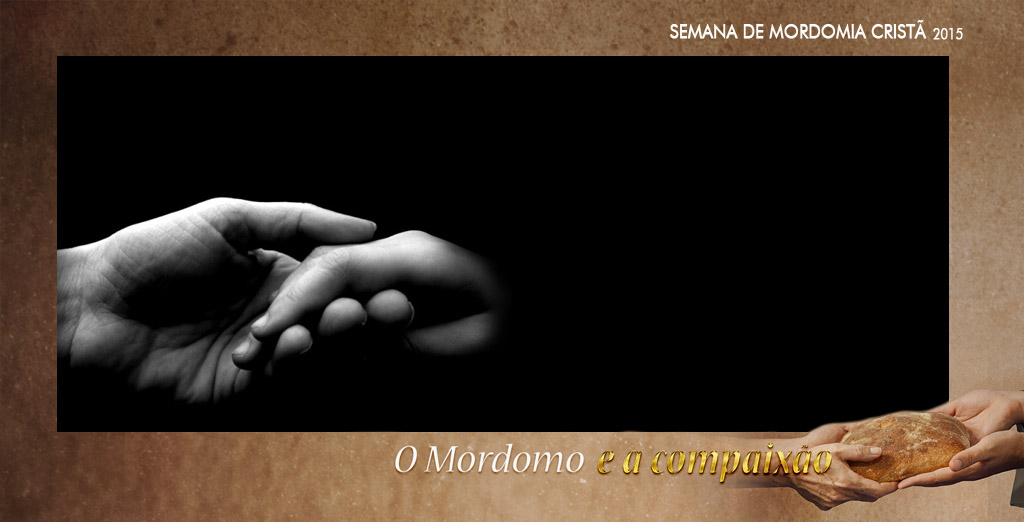 SEMANA DE MORDOMIA CRISTÃ 2015
O Mordomo e a compaixão